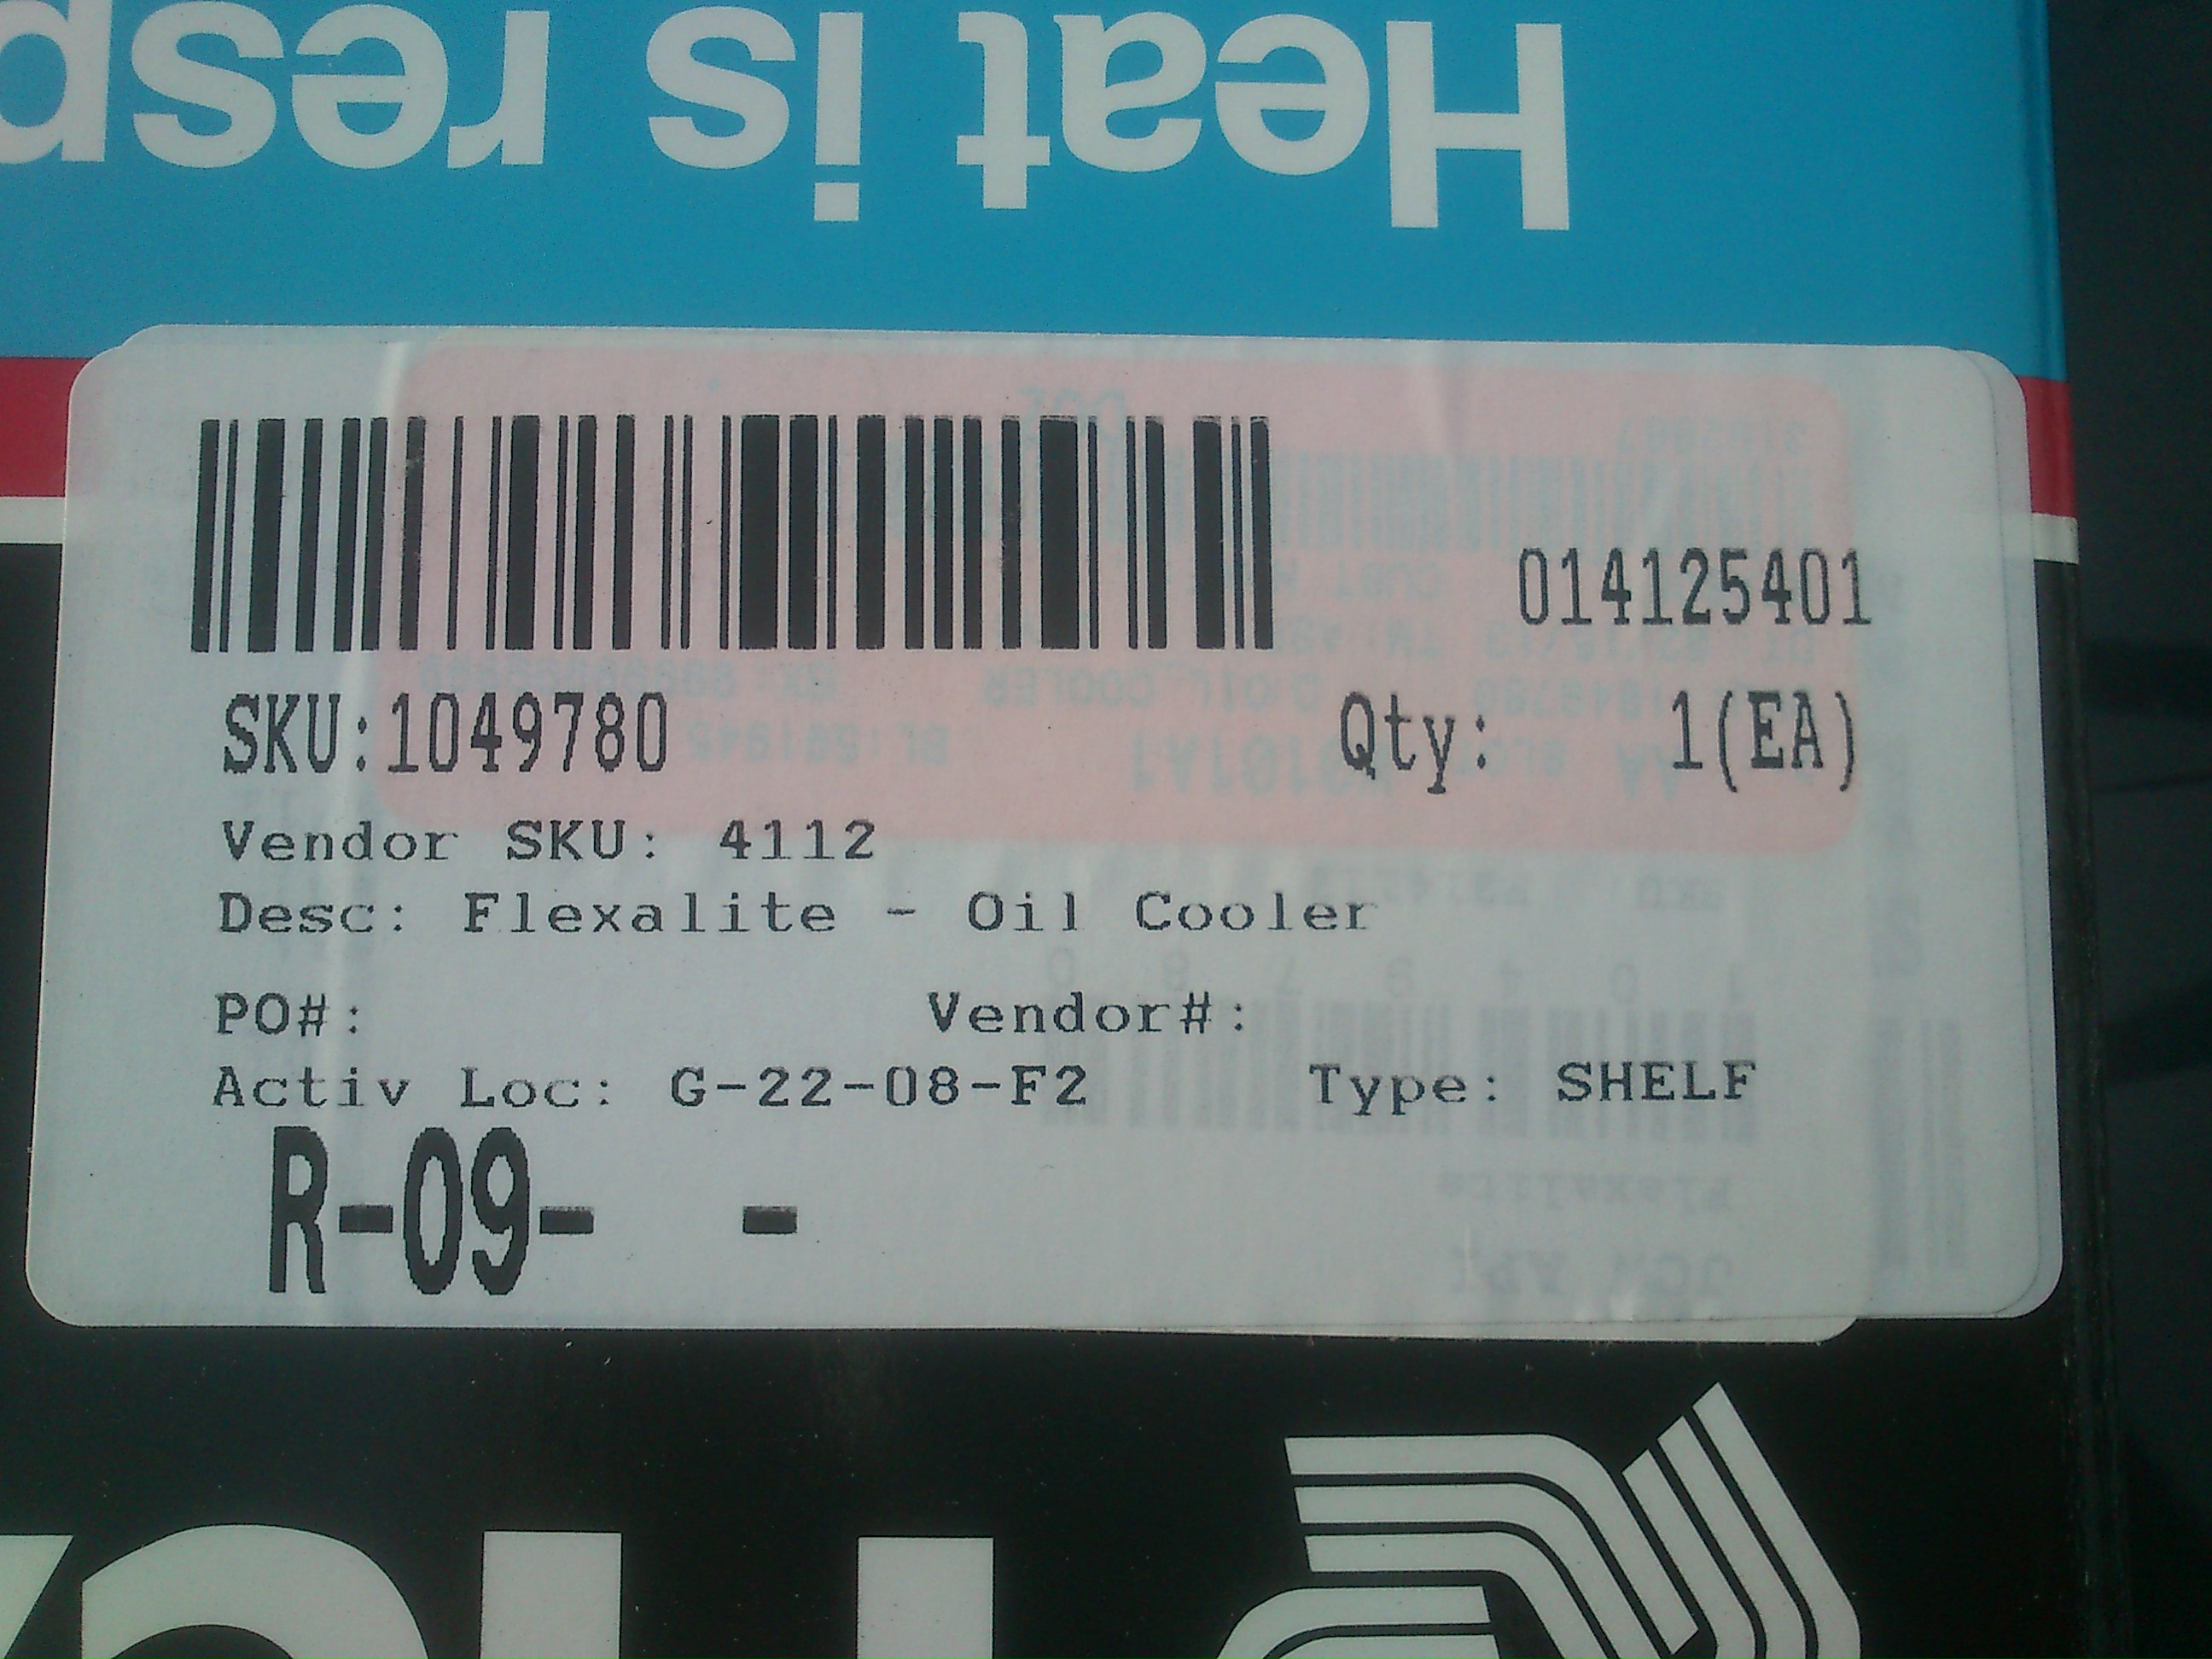 Heat is resp
014125401
SKU:1049780 Qty: 1(EA)
Vendor SKU: 4112
Desc: Flexalite - Oil Cooler
PO#: Vendor#:
Activ Loc: G-22-08-F2 Type: SHELF
R-09- -